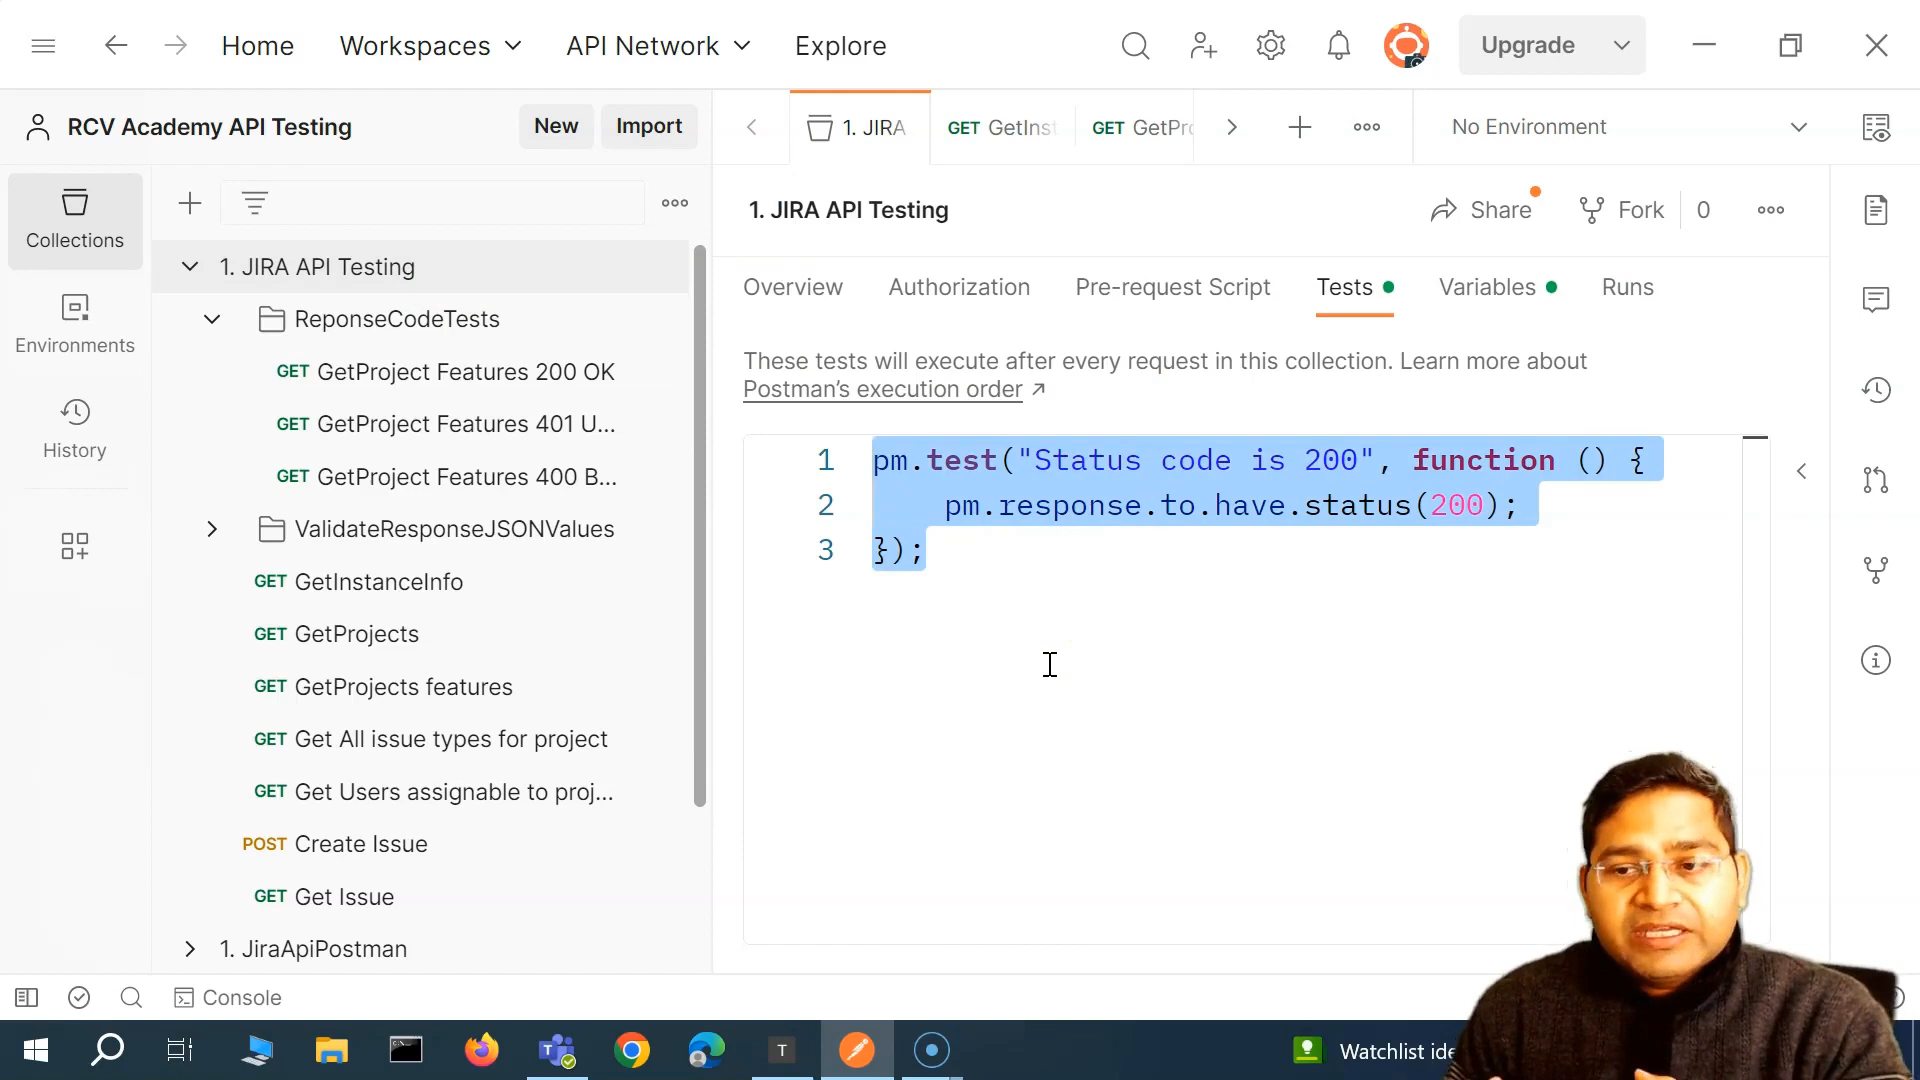 Home
Workspaces
API Network
Explore
Upgrade
RCV Academy API Testing
New
Import
1. JIRA
GET GetIns
GET GetPro
No Environment
Collections
Environments
History
1. JIRA API Testing
ReponseCodeTests
GET GetProject Features 200 OK
GET GetProject Features 401 U...
GET GetProject Features 400 B...
ValidateResponseJSONValues
GET GetInstanceInfo
GET GetProjects
GET GetProjects features
GET Get All issue types for project
GET Get Users assignable to proj...
POST Create Issue
GET Get Issue
1. JiraApiPostman
1. JIRA API Testing
Share
Fork
0
Overview
Authorization
Pre-request Script
Tests
Variables
Runs
These tests will execute after every request in this collection. Learn more about
Postman's execution order
1 pm.test("Status code is 200", function () {
2 pm.response.to.have.status(200);
3 });
Console
T
Watchlist ide